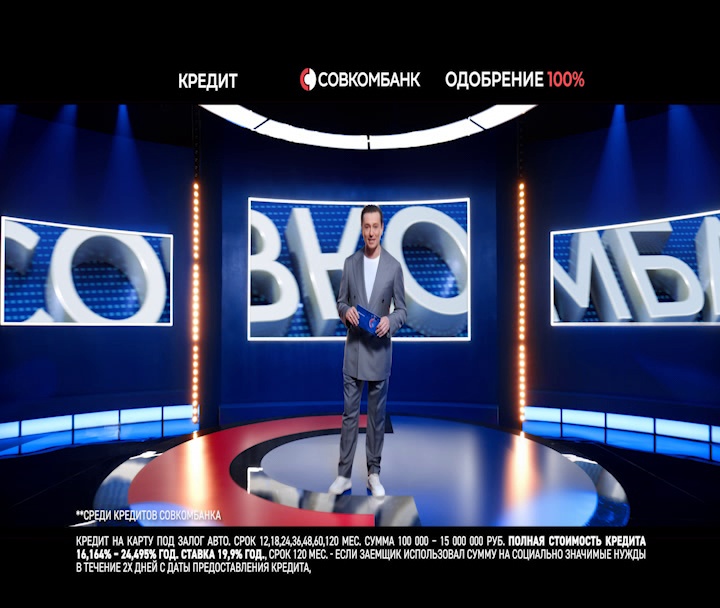 КРЕДИТ СОВКОМБАНК ОДОБРЕНИЕ 100%
СО ВКО МБА
**СРЕДИ КРЕДИТОВ СОВКОМБАНКА
КРЕДИТ НА КАРТУ ПОД ЗАЛОГ АВТО. СРОК 12,18,24,36,48,60,120 МЕС. СУММА 100 000 – 15 000 000 РУБ. ПОЛНАЯ СТОИМОСТЬ КРЕДИТА
16,164% – 24,495% ГОД. СТАВКА 19,9% ГОД., СРОК 120 МЕС. - ЕСЛИ ЗАЕМЩИК ИСПОЛЬЗОВАЛ СУММУ НА СОЦИАЛЬНО ЗНАЧИМЫЕ НУЖДЫ
В ТЕЧЕНИЕ 2Х ДНЕЙ С ДАТЫ ПРЕДОСТАВЛЕНИЯ КРЕДИТА,